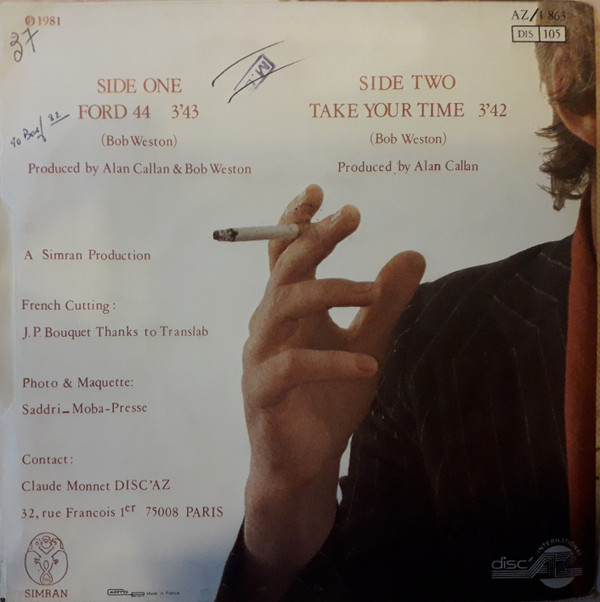 ℗ 1981
37
AZ/1 863
DIS 105
SIDE ONE
FORD 44 3'43
(Bob Weston)
Produced by Alan Callan & Bob Weston
SIDE TWO
TAKE YOUR TIME 3'42
(Bob Weston)
Produced by Alan Callan
A Simran Production
French Cutting:
J.P. Bouquet Thanks to Translab
Photo & Maquette:
Saddri_Moba-Presse
Contact:
Claude Monnet DISC'AZ
32, rue Francois 1er 75008 PARIS
SIMRAN
Made in France
disc'AZ INTERNATIONAL